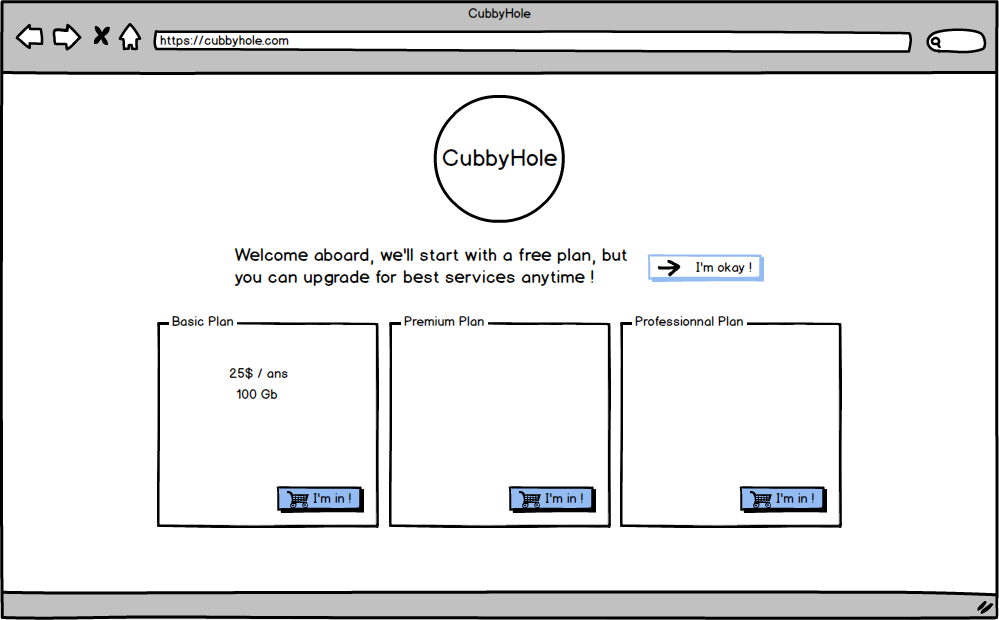 CubbyHole
https://cubbyhole.com
CubbyHole
Welcome aboard, we'll start with a free plan, but
you can upgrade for best services anytime !
I'm okay !
Basic Plan
25$ / ans
100 Gb
I'm in !
Premium Plan
I'm in !
Professionnal Plan
I'm in !